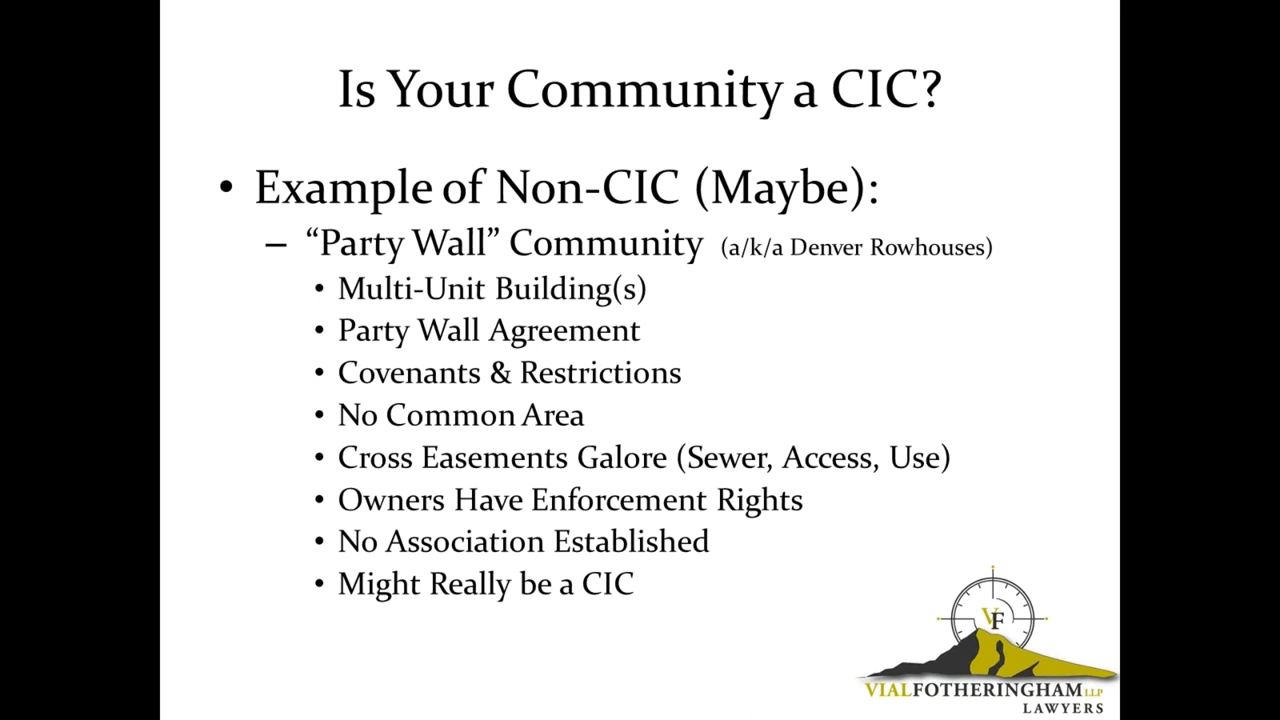 Is Your Community a CIC?
• Example of Non-CIC (Maybe):
– “Party Wall” Community (a/k/a Denver Rowhouses)
• Multi-Unit Building(s)
• Party Wall Agreement
• Covenants & Restrictions
• No Common Area
• Cross Easements Galore (Sewer, Access, Use)
• Owners Have Enforcement Rights
• No Association Established
• Might Really be a CIC
VF
VIALFOTHERINGHAM LLP
LAWYERS